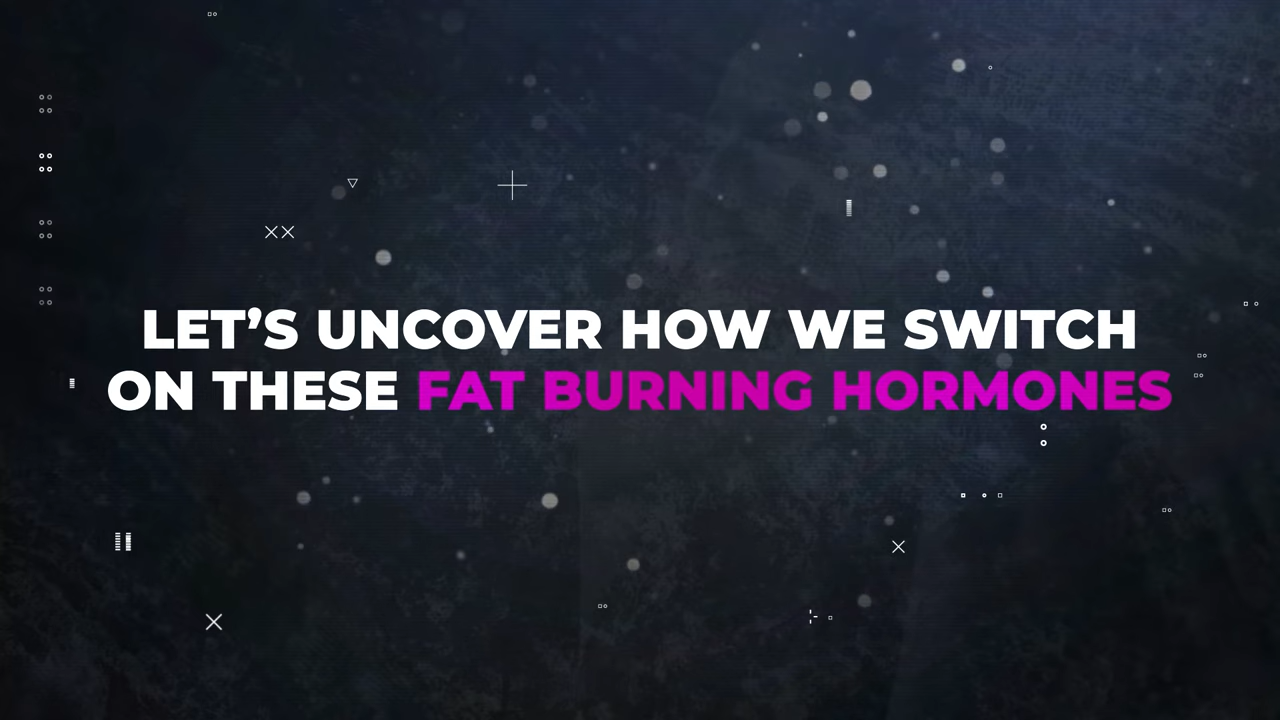 LET’S UNCOVER HOW WE SWITCH
ON THESE FAT BURNING HORMONES